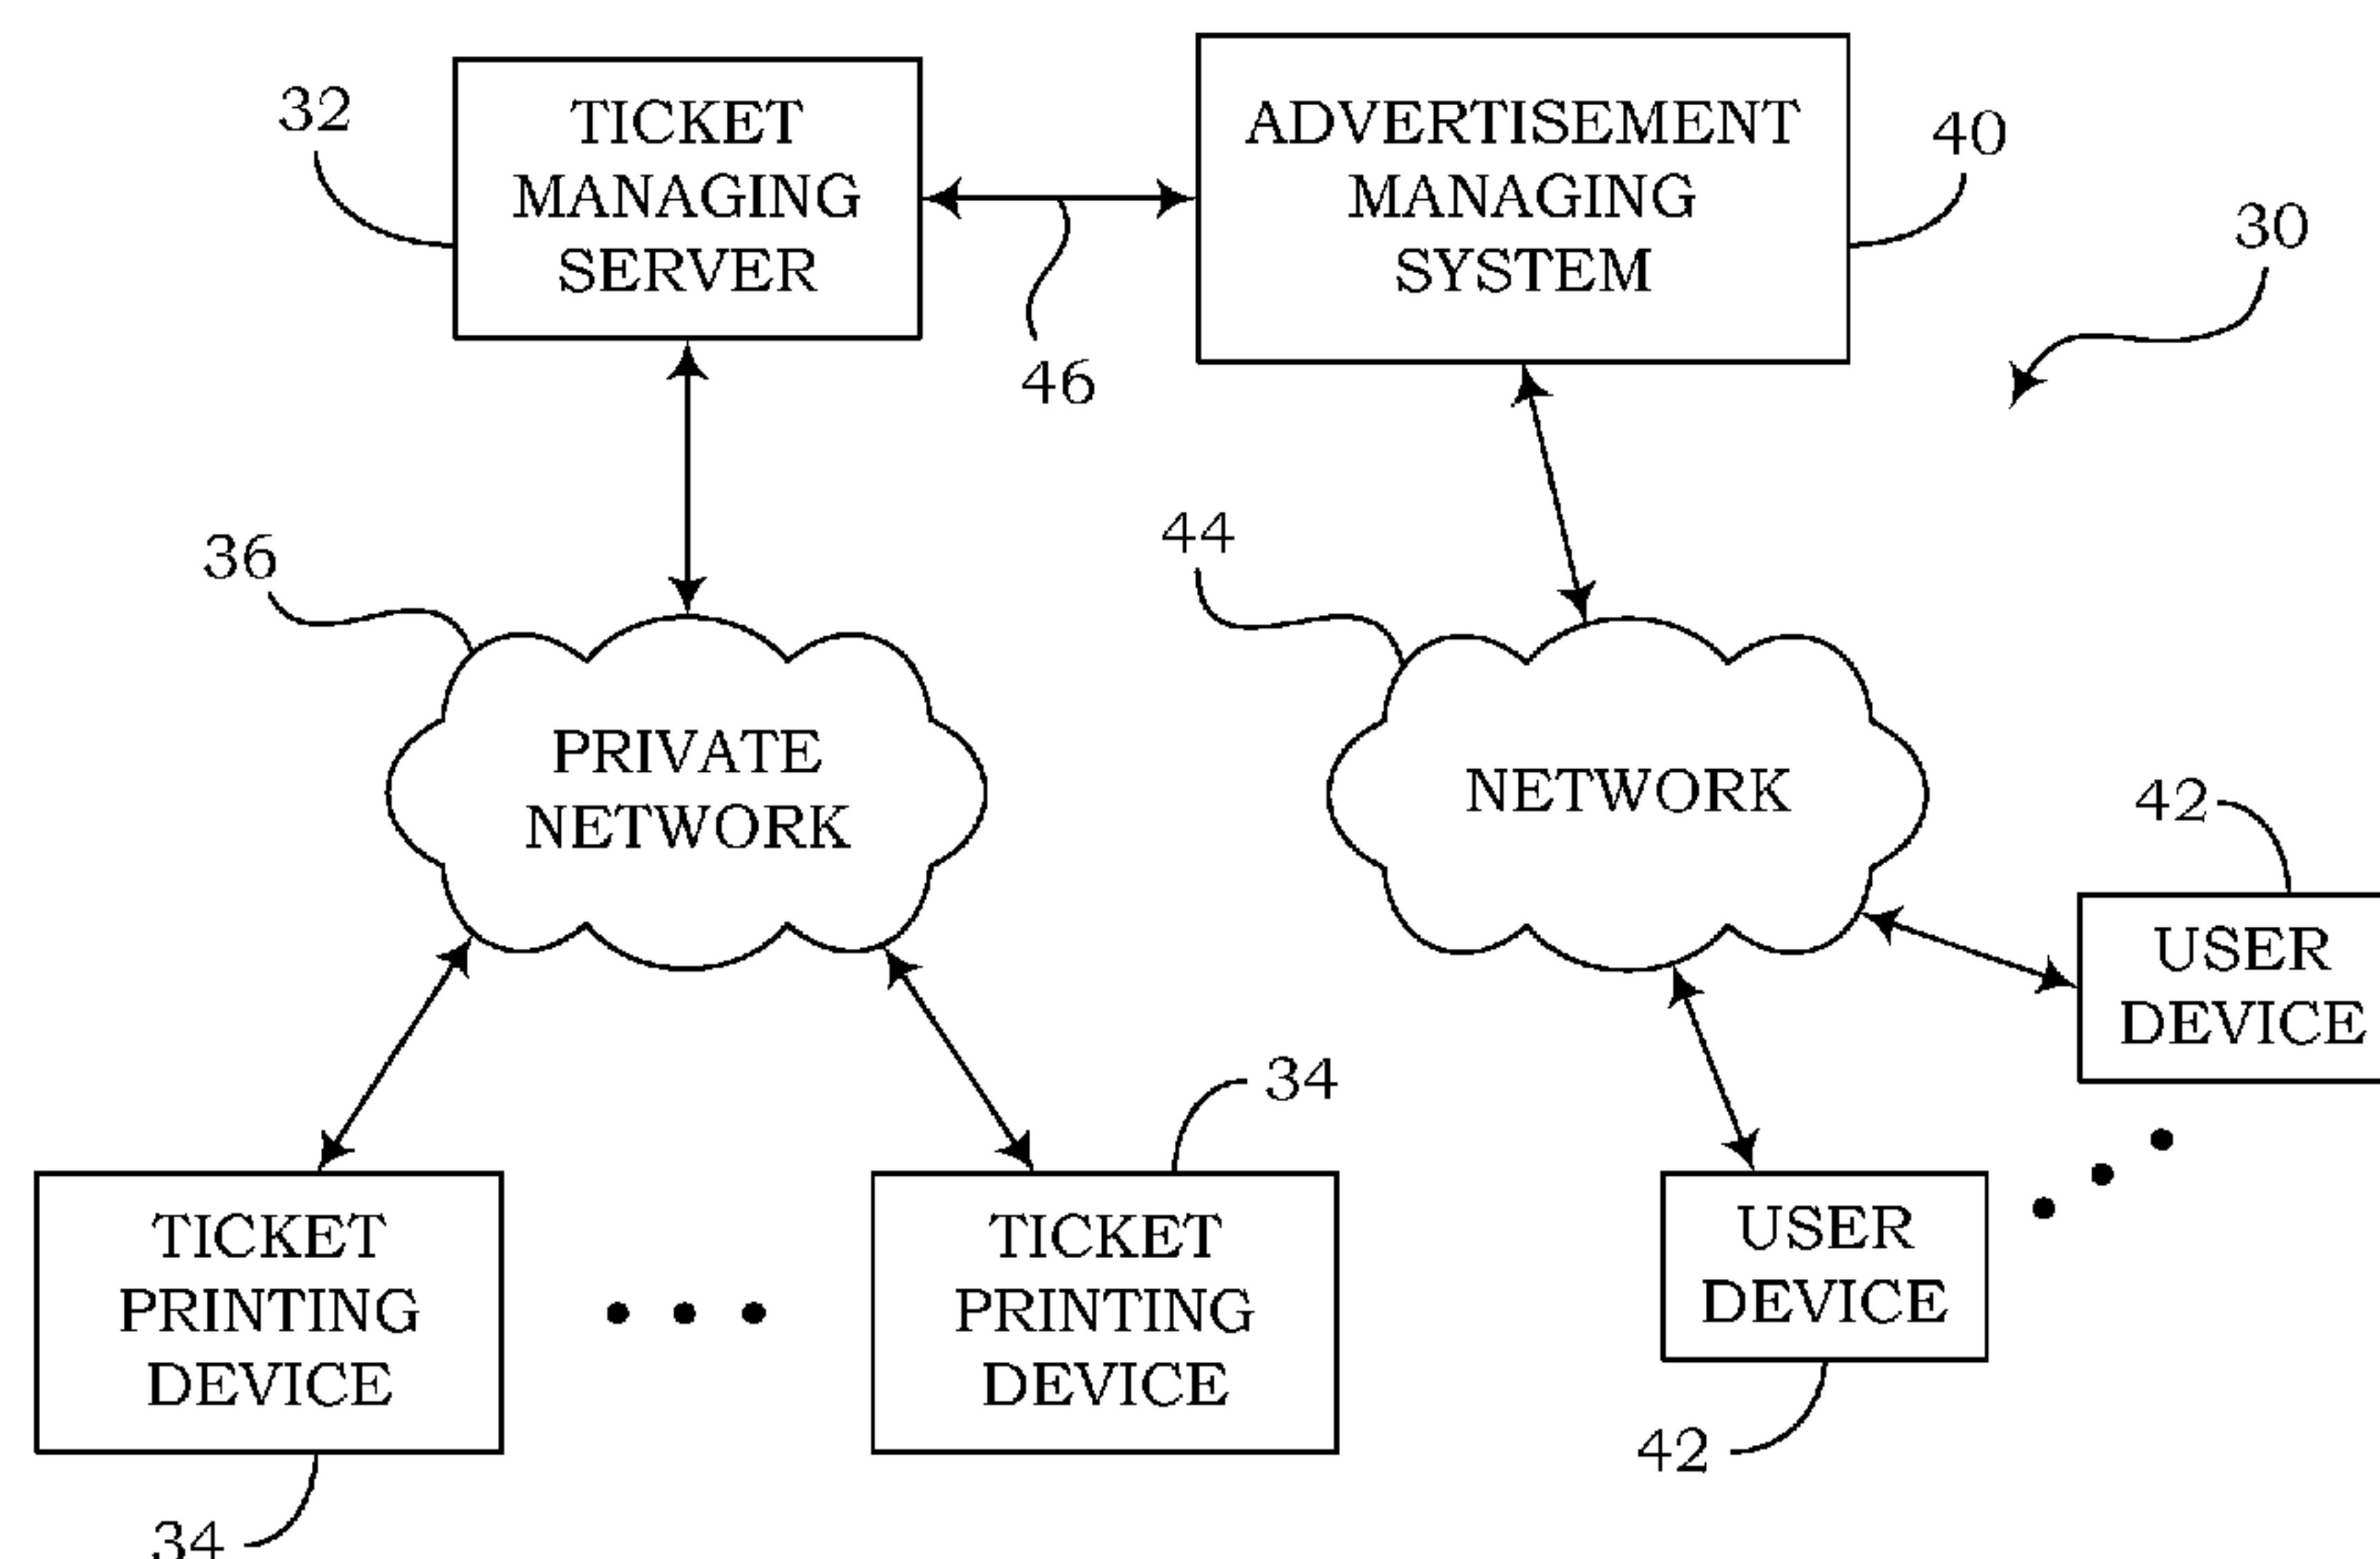 32
TICKET
MANAGING
SERVER
46
ADVERTISEMENT
MANAGING
SYSTEM
40
30
36
PRIVATE
NETWORK
44
NETWORK
42
USER
DEVICE
34
TICKET
PRINTING
DEVICE
TICKET
PRINTING
DEVICE
USER
DEVICE
42
34